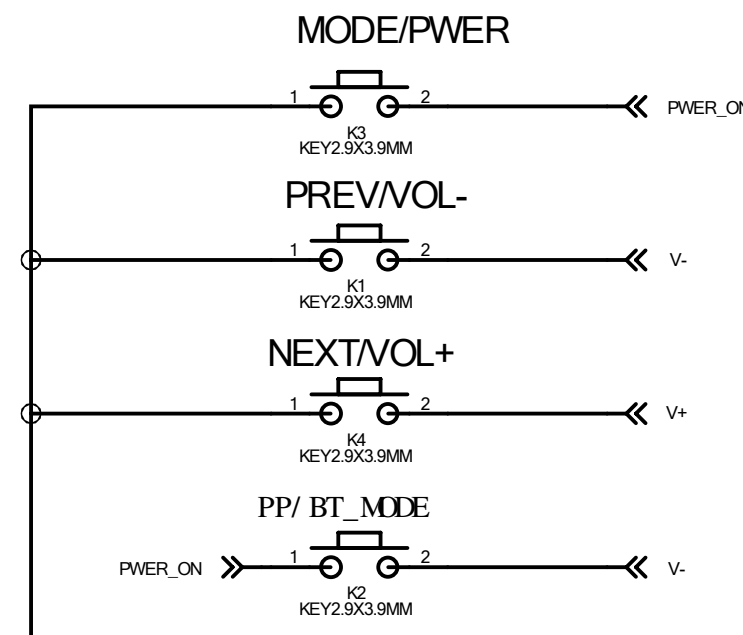 MODE/PWER
1 2 PWER_ON
K3
KEY2.9X3.9MM
PREV/VOL-
1 2 V-
K1
KEY2.9X3.9MM
NEXT/VOL+
1 2 V+
K4
KEY2.9X3.9MM
PP/ BT_MODE
PWER_ON 1 2 V-
K2
KEY2.9X3.9MM